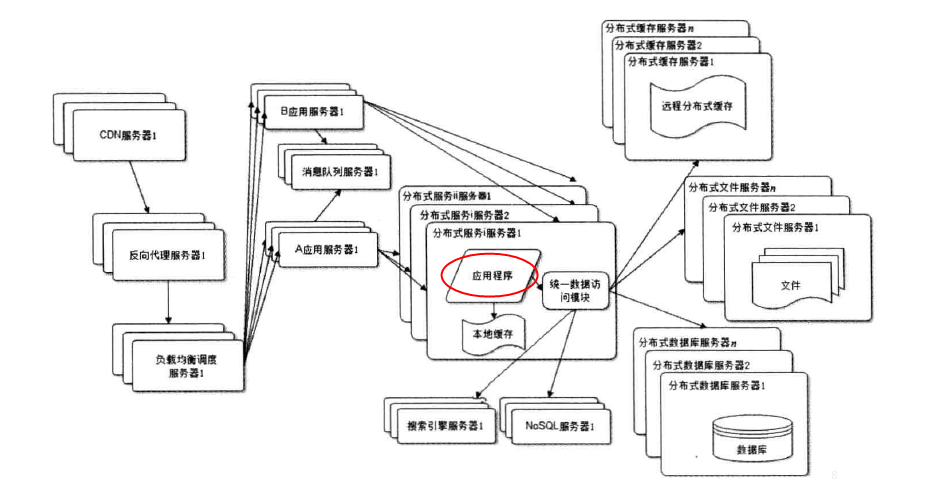 分布式缓存服务器n
分布式缓存服务器2
分布式缓存服务器1
远程分布式缓存
B应用服务器1
CDN服务器1
消息队列服务器1
分布式服务ii服务器1
分布式服务i服务器2
分布式服务i服务器1
分布式文件服务器n
分布式文件服务器2
分布式文件服务器1
反向代理服务器1
A应用服务器1
应用程序
统一数据访
问模块
文件
本地缓存
负载均衡调度
服务器1
分布式数据库服务器n
分布式数据库服务器2
分布式数据库服务器1
搜索引擎服务器1
NoSQL服务器1
数据库
8